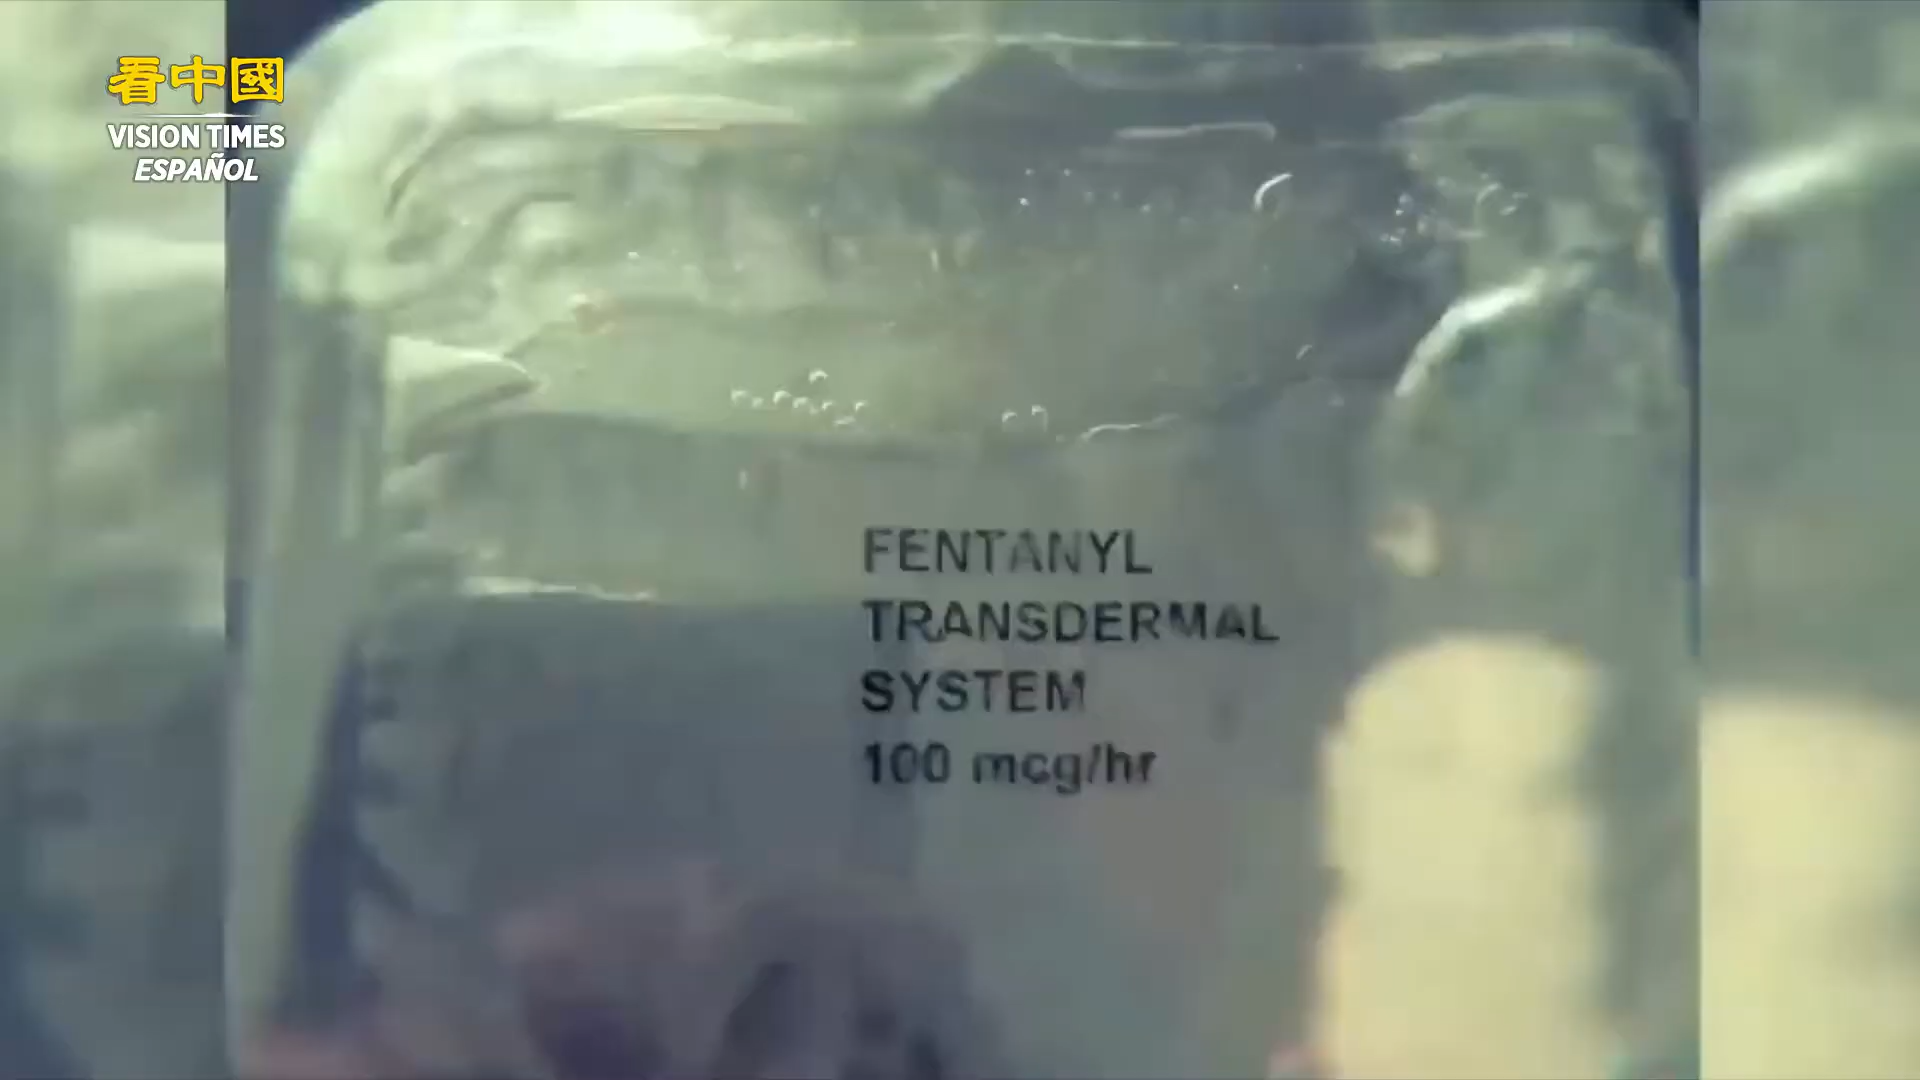 看中國
VISION TIMES
ESPAÑOL
FENTANYL
TRANSDERMAL
SYSTEM
100 mcg/hr